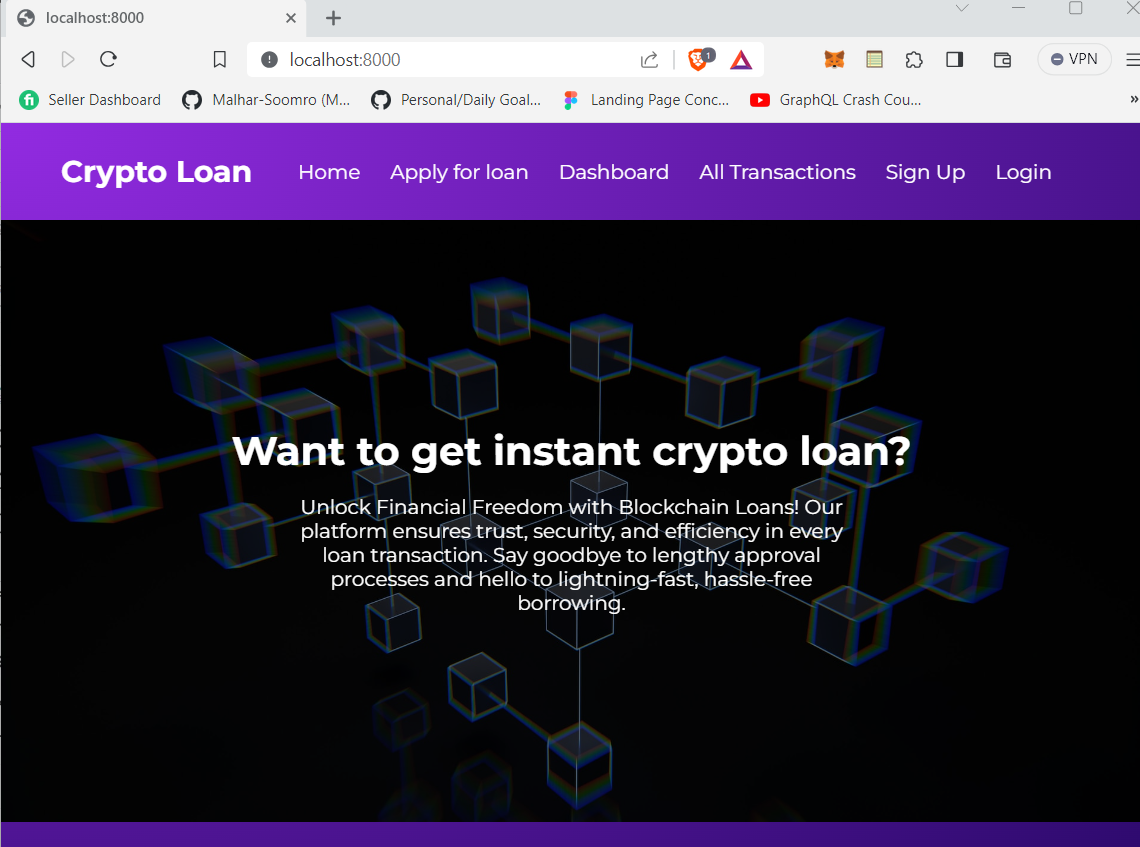 localhost:8000
localhost:8000
1
VPN
Seller Dashboard
Malhar-Soomro (M...
Personal/Daily Goal...
Landing Page Conc...
GraphQL Crash Cou...
»
Crypto Loan
Home
Apply for loan
Dashboard
All Transactions
Sign Up
Login
Want to get instant crypto loan?
Unlock Financial Freedom with Blockchain Loans! Our
platform ensures trust, security, and efficiency in every
loan transaction. Say goodbye to lengthy approval
processes and hello to lightning-fast, hassle-free
borrowing.